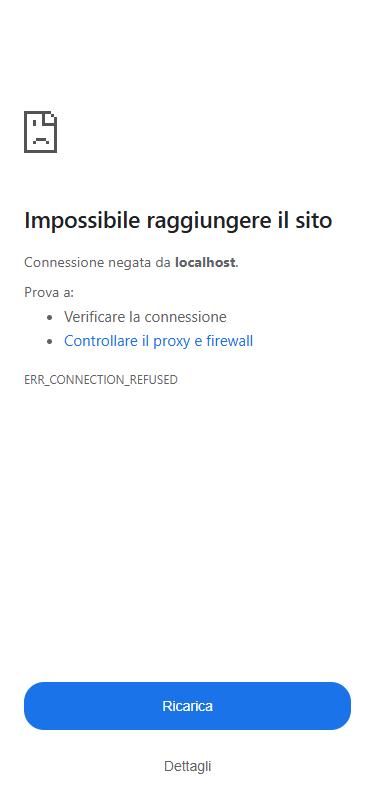 Impossibile raggiungere il sito
Connessione negata da localhost.
Prova a:
• Verificare la connessione
• Controllare il proxy e firewall
ERR_CONNECTION_REFUSED
Ricarica
Dettagli